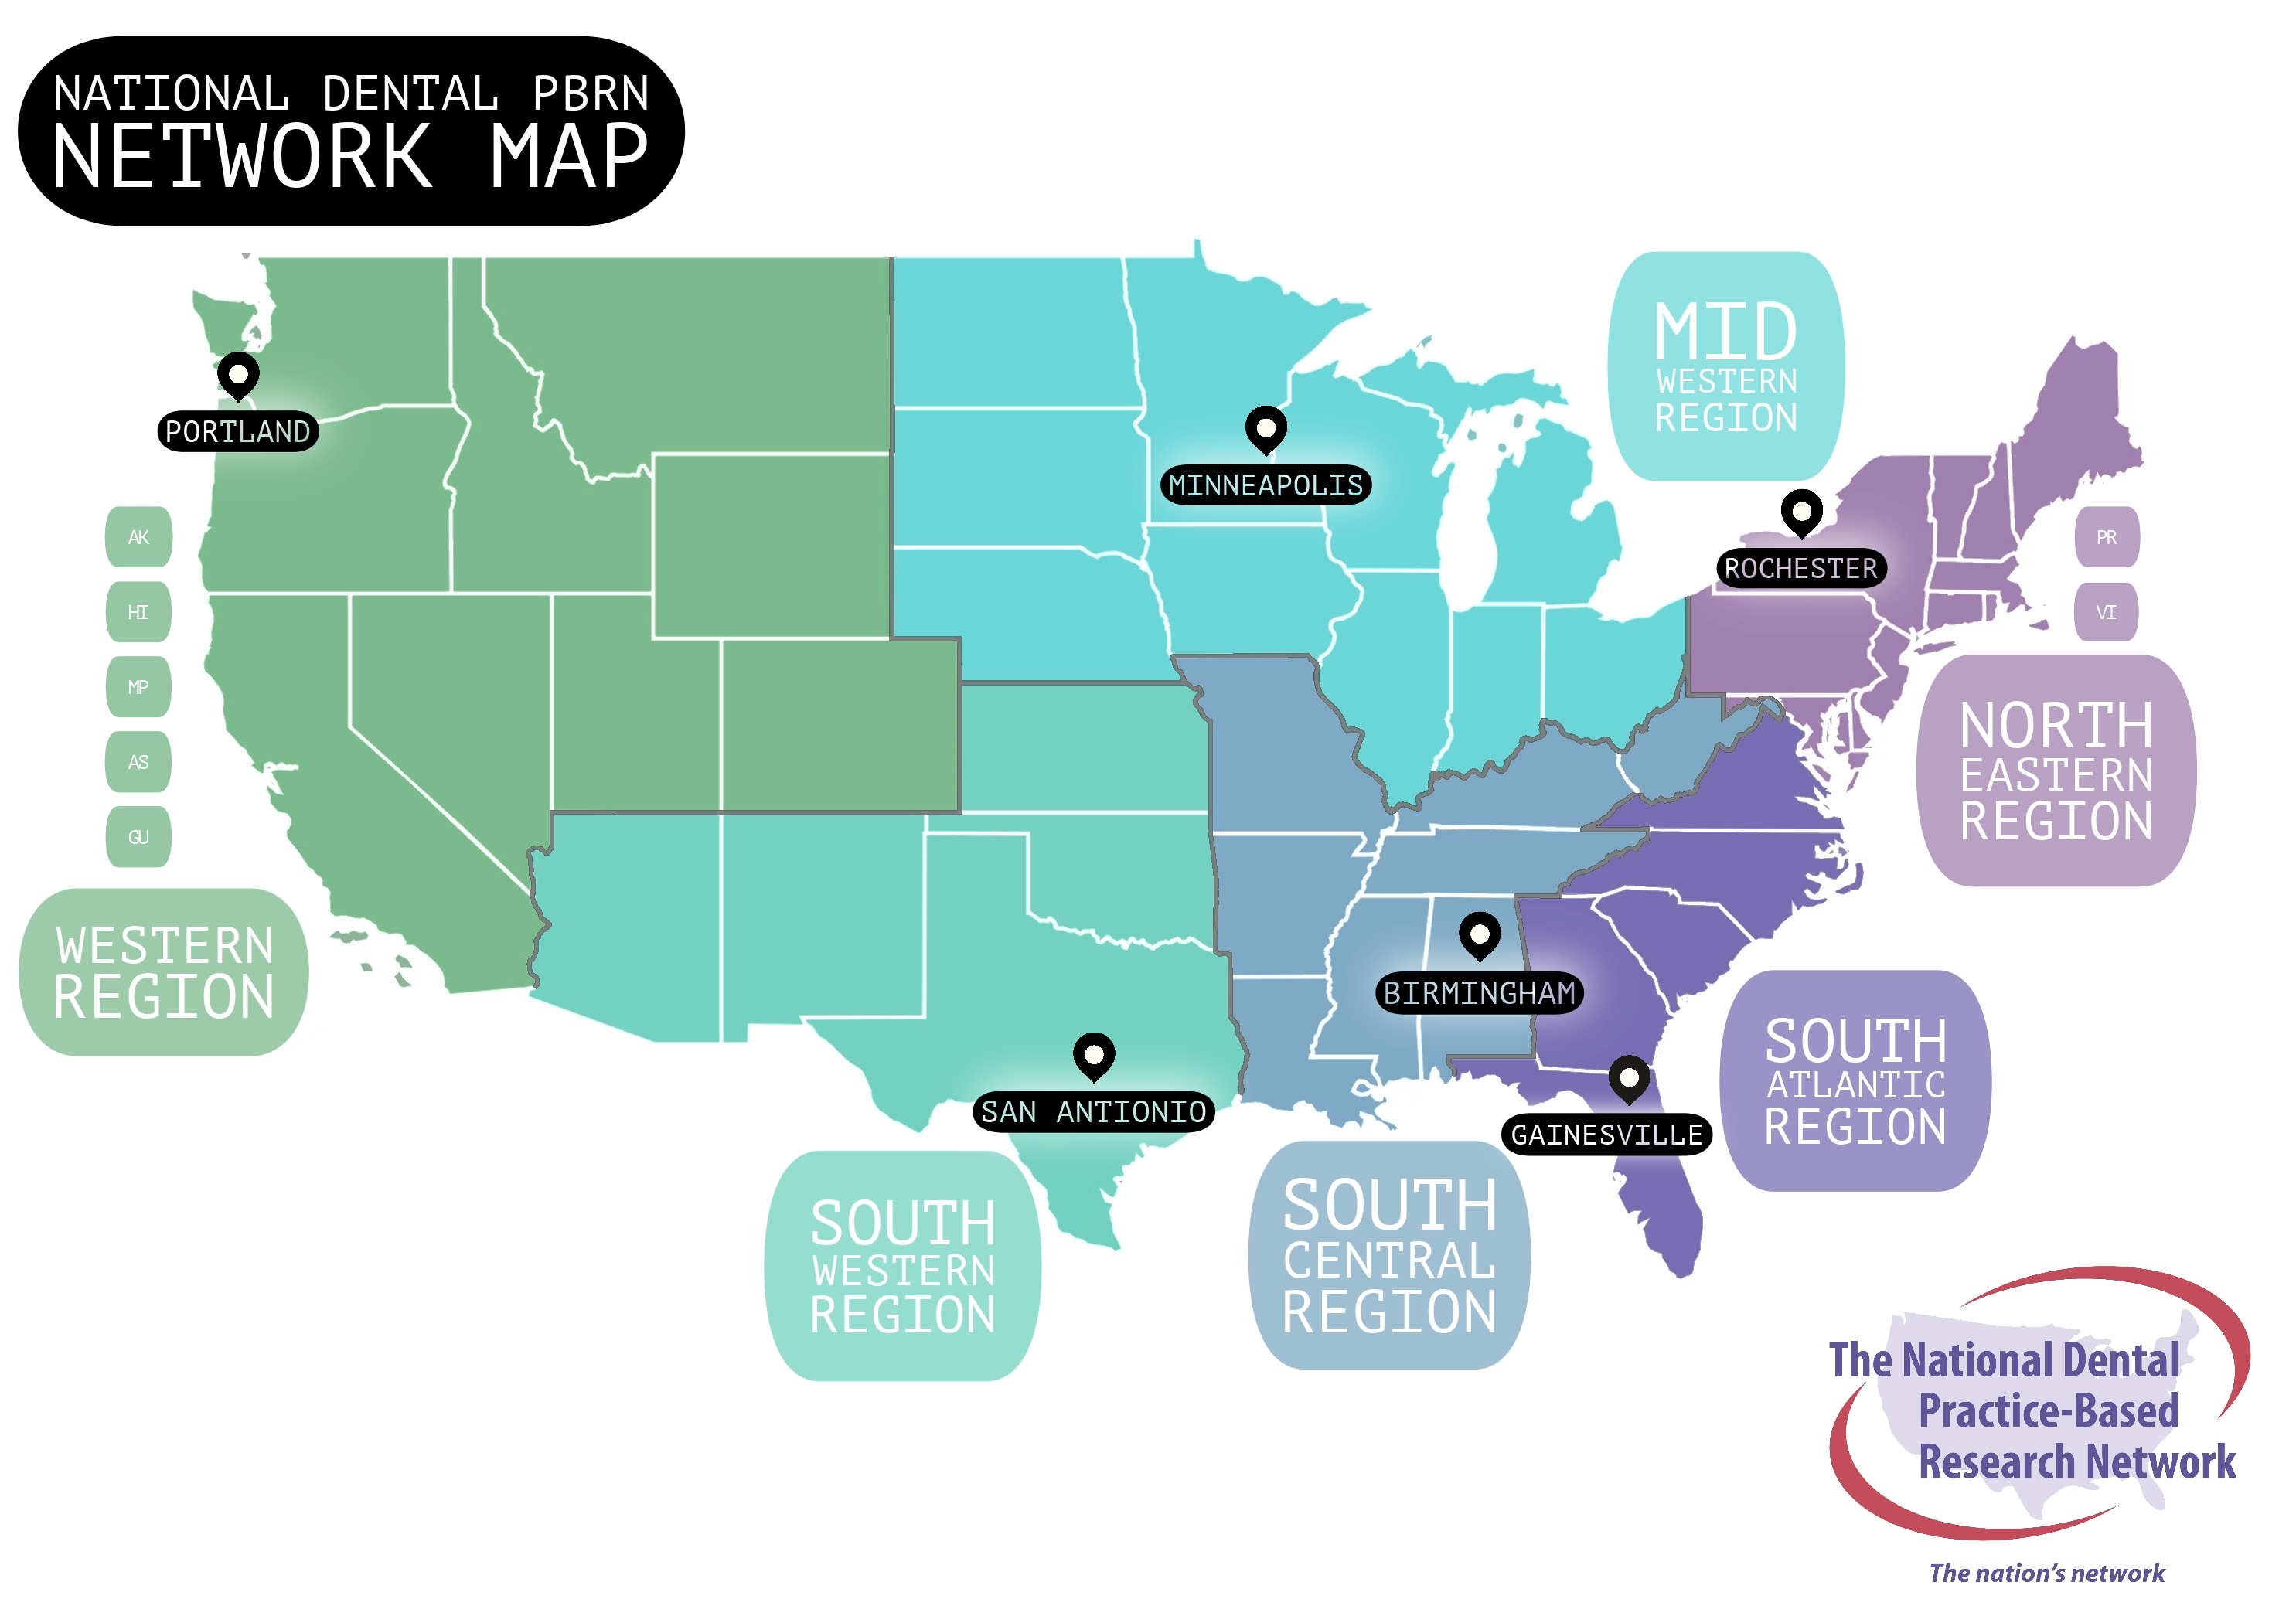 NATIONAL DENTAL PBRN
NETWORK MAP
PORTLAND
MINNEAPOLIS
MID
WESTERN
REGION
ROCHESTER
AK
HI
MP
AS
GU
WESTERN
REGION
PR
VI
NORTH
EASTERN
REGION
BIRMINGHAM
SAN ANTIONIO
GAINESVILLE
SOUTH
ATLANTIC
REGION
SOUTH
WESTERN
REGION
SOUTH
CENTRAL
REGION
The National Dental
Practice-Based
Research Network
The nation's network